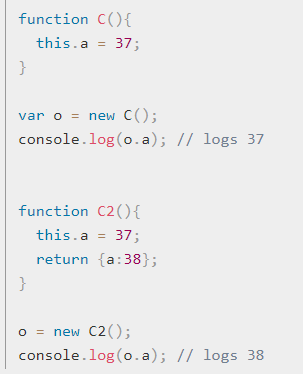 function C(){
  this.a = 37;
}

var o = new C();
console.log(o.a); // logs 37


function C2(){
  this.a = 37;
  return {a:38};
}

o = new C2();
console.log(o.a); // logs 38